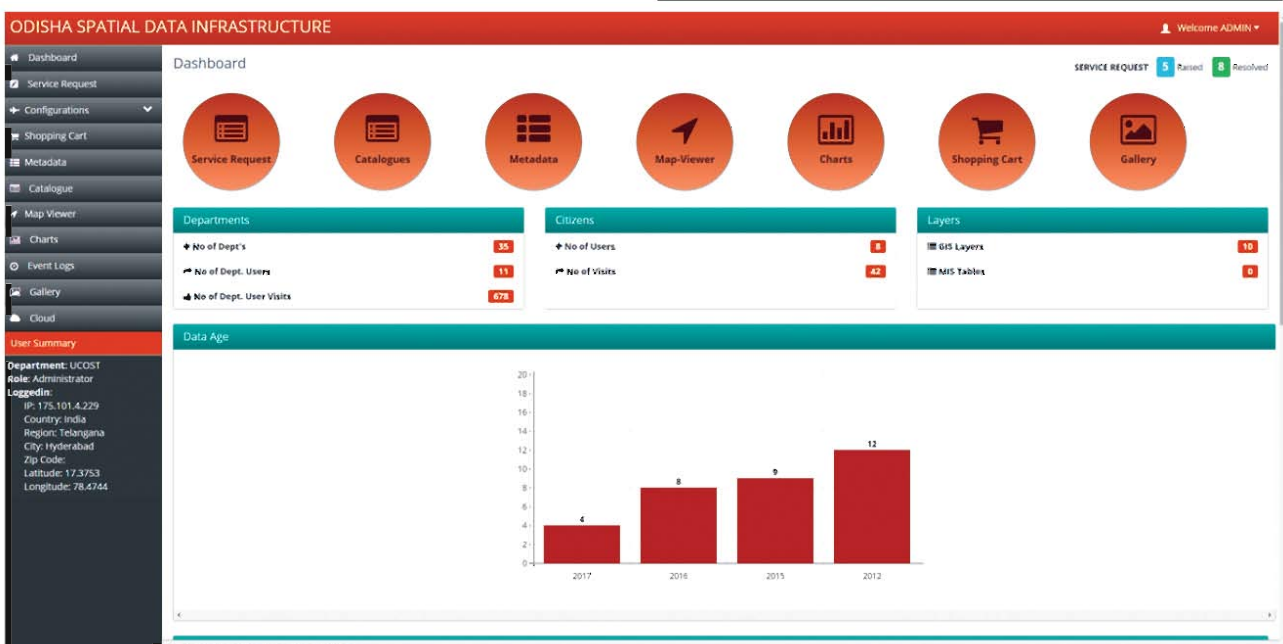 ODISHA SPATIAL DATA INFRASTRUCTURE
Welcome ADMIN
Dashboard
Service Request
Configurations
Shopping Cart
Metadata
Catalogue
Map Viewer
Charts
Event Logs
Gallery
Cloud
User Summary
Department: UCOST
Role: Administrator
Loggedin:
IP: 175.101.4.229
Country: India
Region: Telangana
City: Hyderabad
Zip Code:
Latitude: 17.3753
Longitude: 78.4744
Dashboard
SERVICE REQUEST 5 Raised 8 Resolved
Service Request
Catalogues
Metadata
Map-Viewer
Charts
Shopping Cart
Gallery
Departments
No of Dept's 35
No of Dept. Users 11
No of Dept. User Visits 678
Citizens
No of Users 8
No of Visits 42
Layers
GIS Layers 10
MIS Tables 0
Data Age
20
18
16
14
12
10
8
6
4
2
0
4
8
9
12
2017
2016
2015
2012